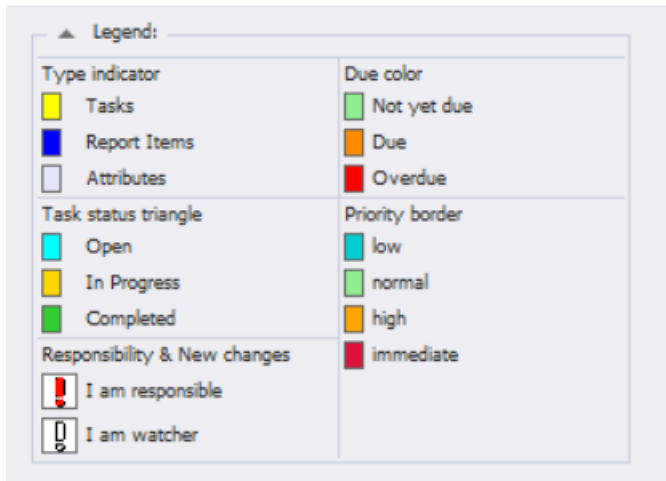 Legend:
Type indicator
Tasks
Report Items
Attributes
Due color
Not yet due
Due
Overdue
Task status triangle
Open
In Progress
Completed
Priority border
low
normal
high
immediate
Responsibility & New changes
I am responsible
I am watcher